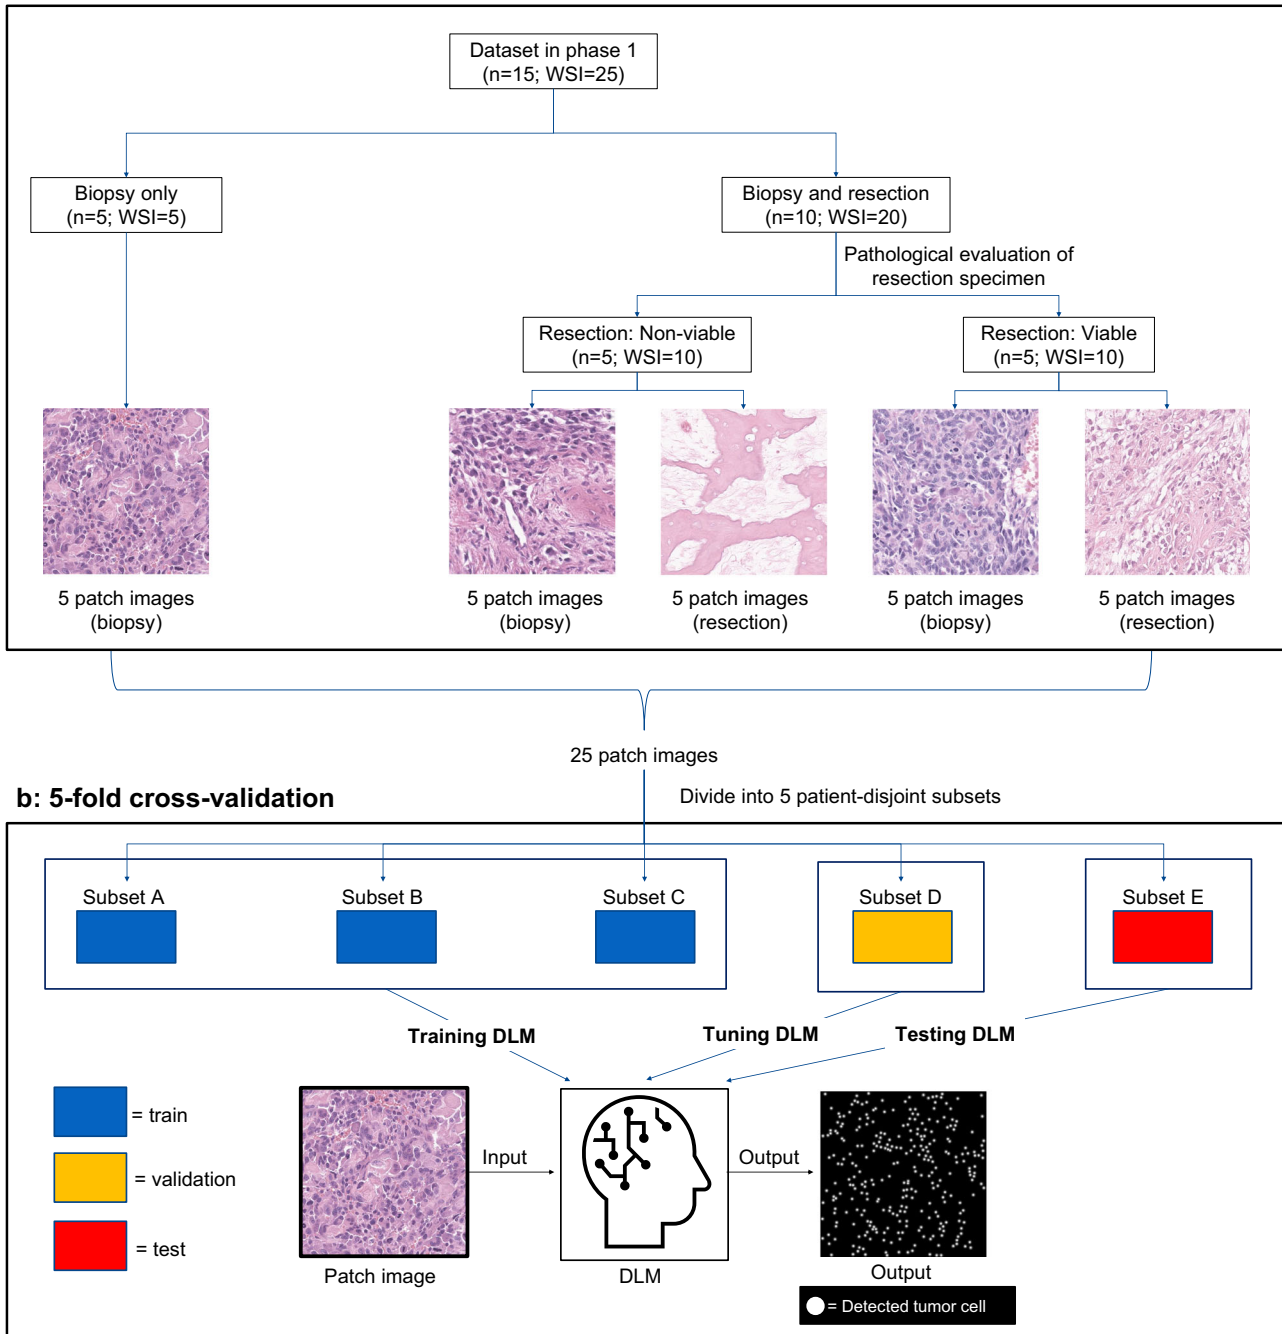 Dataset in phase 1
(n=15; WSI=25)
Biopsy only
(n=5; WSI=5)
Biopsy and resection
(n=10; WSI=20)
Pathological evaluation of
resection specimen
Resection: Non-viable
(n=5; WSI=10)
Resection: Viable
(n=5; WSI=10)
5 patch images
(biopsy)
5 patch images
(biopsy)
5 patch images
(resection)
5 patch images
(biopsy)
5 patch images
(resection)
25 patch images
b: 5-fold cross-validation
Divide into 5 patient-disjoint subsets
Subset A
Subset B
Subset C
Subset D
Subset E
Training DLM
Tuning DLM
Testing DLM
= train
= validation
= test
Input
Output
Patch image
DLM
Output
= Detected tumor cell